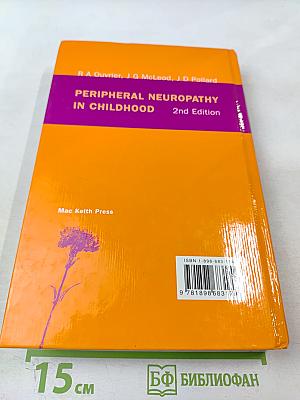 R A Ouvrier, J G McLeod, J D Pollard
PERIPHERAL NEUROPATHY
IN CHILDHOOD 2nd Edition
Mac Keith Press
15 см
БФ БИБЛИОФАН